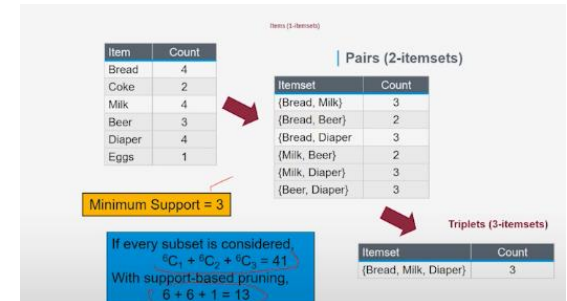 Items (1-itemsets)
Item Count
Bread 4
Coke 2
Milk 4
Beer 3
Diaper 4
Eggs 1
Pairs (2-itemsets)
Itemset Count
{Bread, Milk} 3
{Bread, Beer} 2
{Bread, Diaper 3
{Milk, Beer} 2
{Milk, Diaper} 3
{Beer, Diaper} 3
Minimum Support = 3
Triplets (3-itemsets)
Itemset Count
{Bread, Milk, Diaper} 3
If every subset is considered,
⁶C₁ + ⁶C₂ + ⁶C₃ = 41
With support-based pruning,
6 + 6 + 1 = 13